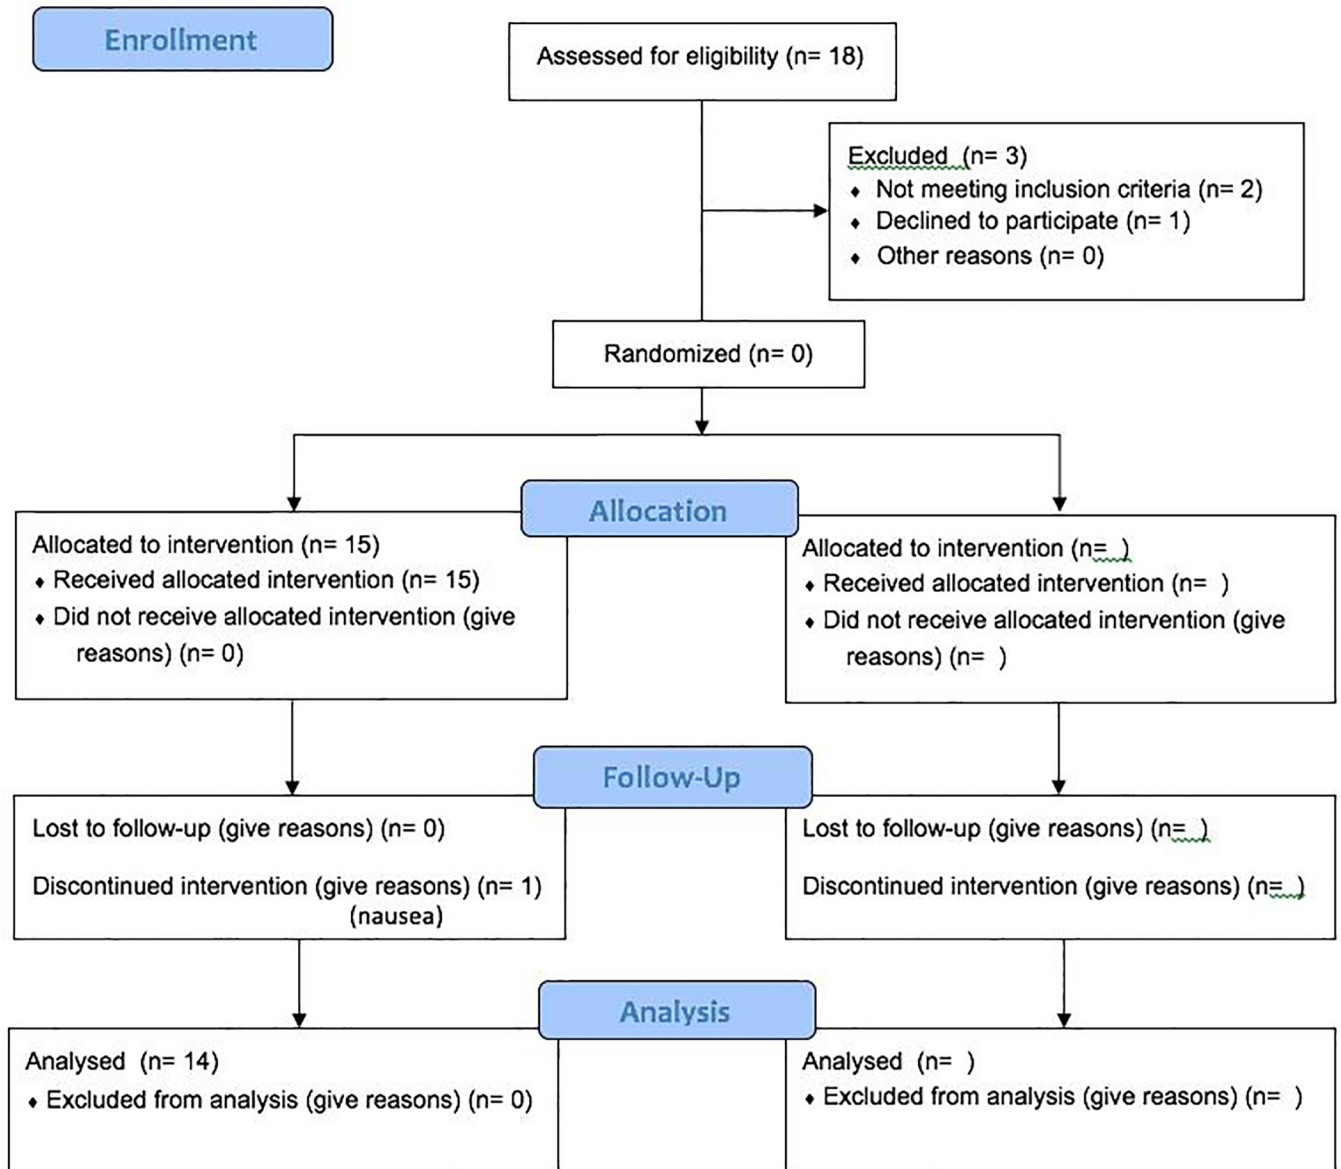 Enrollment
Assessed for eligibility (n= 18)
Excluded (n= 3)
♦ Not meeting inclusion criteria (n= 2)
♦ Declined to participate (n= 1)
♦ Other reasons (n= 0)
Randomized (n= 0)
Allocation
Allocated to intervention (n= 15)
♦ Received allocated intervention (n= 15)
♦ Did not receive allocated intervention (give
reasons) (n= 0)
Allocated to intervention (n= )
♦ Received allocated intervention (n= )
♦ Did not receive allocated intervention (give
reasons) (n= )
Follow-Up
Lost to follow-up (give reasons) (n= 0)
Discontinued intervention (give reasons) (n= 1)
(nausea)
Lost to follow-up (give reasons) (n= )
Discontinued intervention (give reasons) (n= )
Analysis
Analysed (n= 14)
♦ Excluded from analysis (give reasons) (n= 0)
Analysed (n= )
♦ Excluded from analysis (give reasons) (n= )